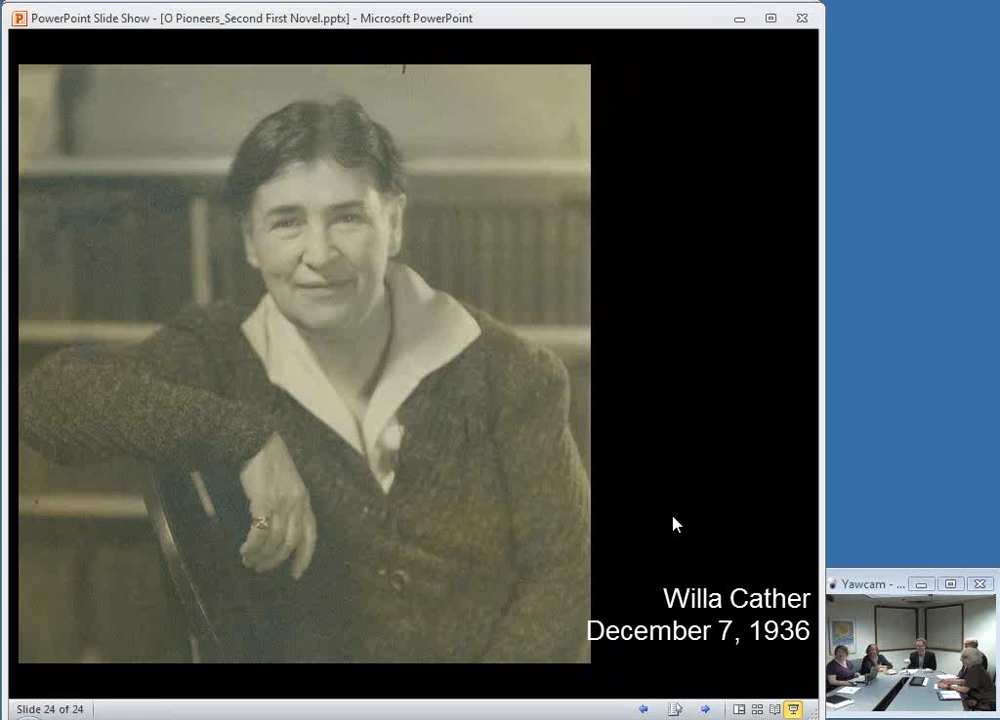 PowerPoint Slide Show - [O Pioneers_Second First Novel.pptx] - Microsoft PowerPoint
Willa Cather
December 7, 1936
Yawcam - ...
Slide 24 of 24